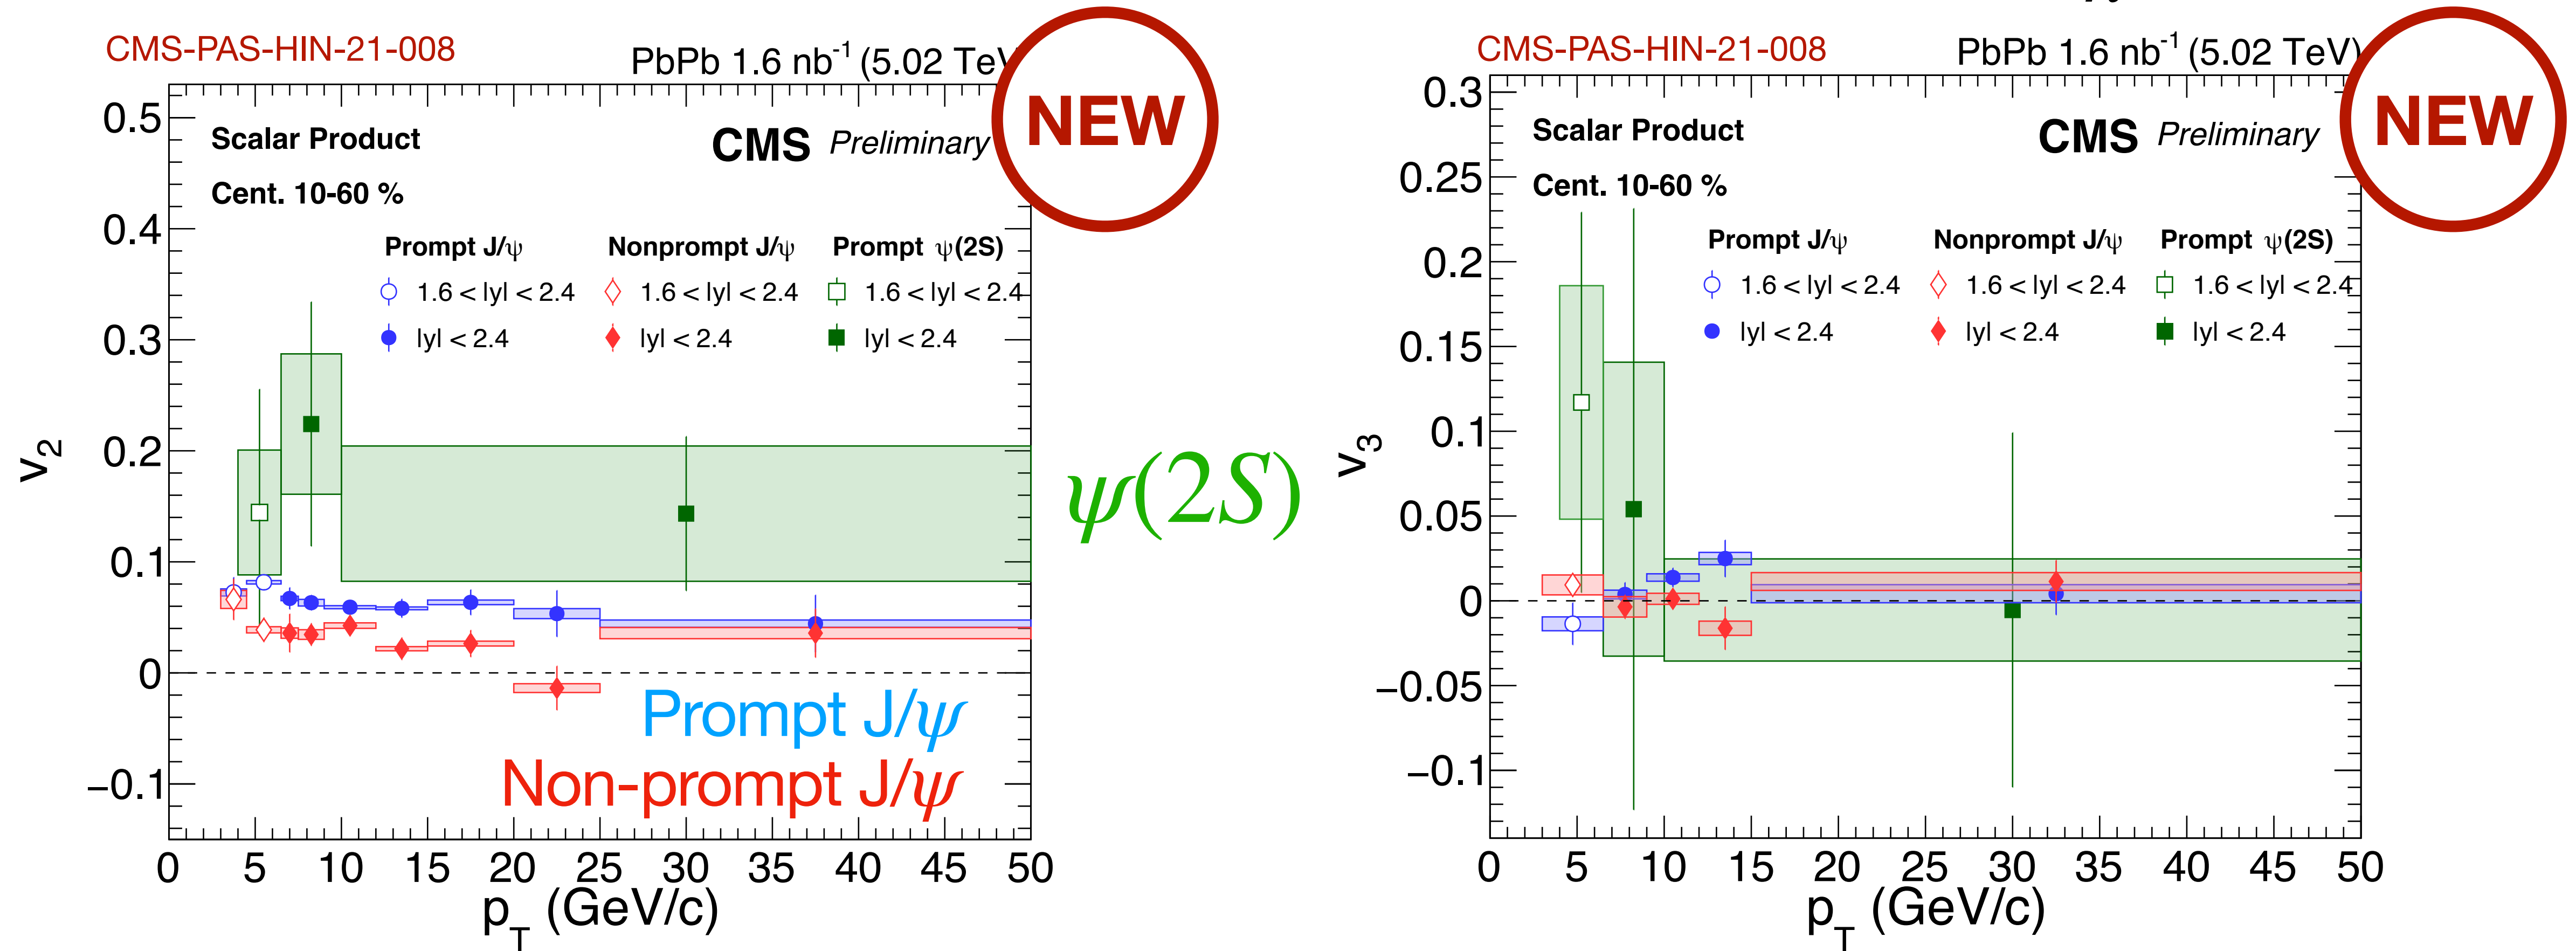 CMS-PAS-HIN-21-008
PbPb 1.6 nb⁻¹ (5.02 TeV
NEW
Scalar Product
CMS Preliminary
Cent. 10-60 %
Prompt J/ψ Nonprompt J/ψ Prompt ψ(2S)
1.6 < |y| < 2.4 1.6 < |y| < 2.4 1.6 < |y| < 2.4
|y| < 2.4 |y| < 2.4 |y| < 2.4
0.5
0.4
0.3
0.2
0.1
0
−0.1
v₂
Prompt J/ψ
Non-prompt J/ψ
0 5 10 15 20 25 30 35 40 45 50
p_T (GeV/c)
ψ(2S)
CMS-PAS-HIN-21-008
PbPb 1.6 nb⁻¹ (5.02 TeV)
NEW
Scalar Product
CMS Preliminary
Cent. 10-60 %
Prompt J/ψ Nonprompt J/ψ Prompt ψ(2S)
1.6 < |y| < 2.4 1.6 < |y| < 2.4 1.6 < |y| < 2.4
|y| < 2.4 |y| < 2.4 |y| < 2.4
0.3
0.25
0.2
0.15
0.1
0.05
0
−0.05
−0.1
v₃
0 5 10 15 20 25 30 35 40 45 50
p_T (GeV/c)